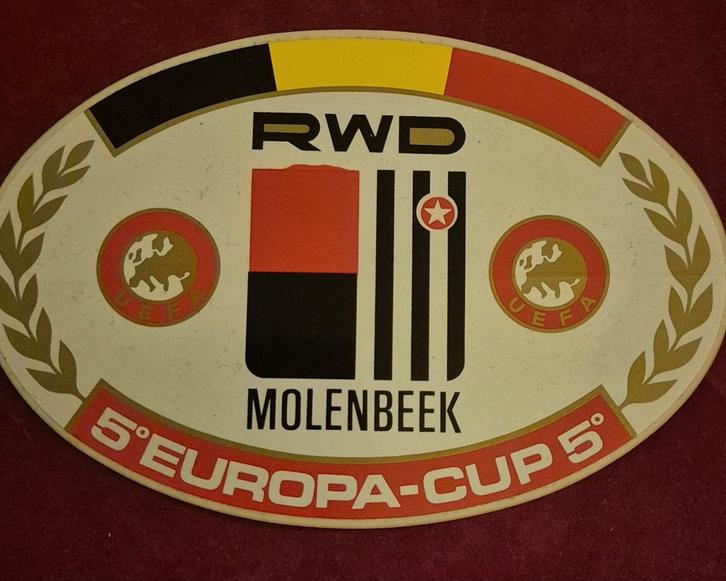 RWD
UEFA
UEFA
MOLENBEEK
5° EUROPA-CUP 5°